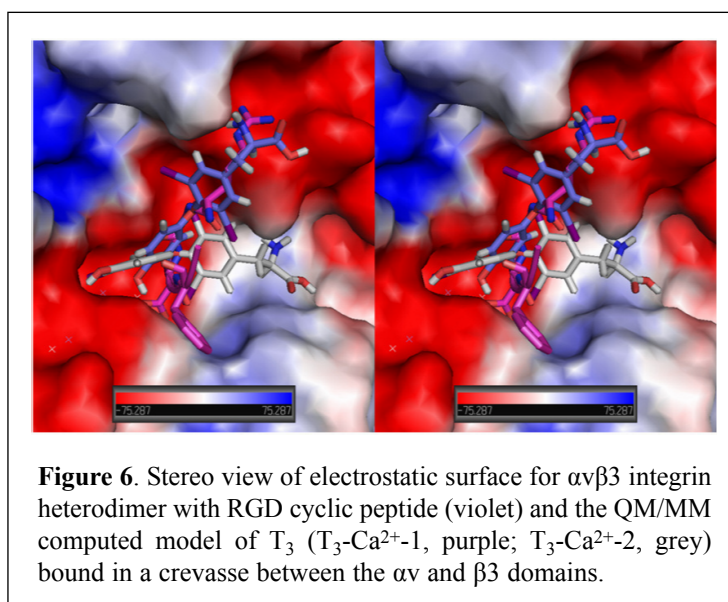 -75.287 75.287 -75.287 75.287
Figure 6. Stereo view of electrostatic surface for αvβ3 integrin
heterodimer with RGD cyclic peptide (violet) and the QM/MM
computed model of T₃ (T₃-Ca²⁺-1, purple; T₃-Ca²⁺-2, grey)
bound in a crevasse between the αv and β3 domains.